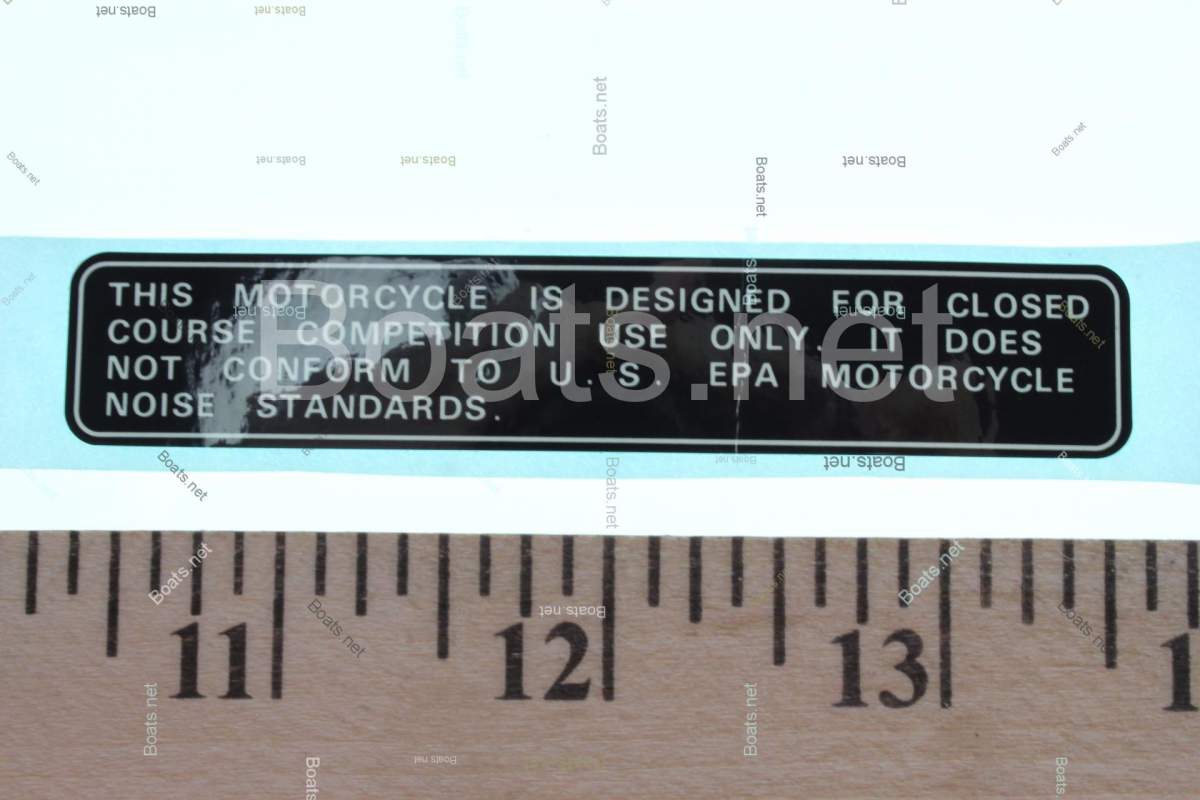 THIS MOTORCYCLE IS DESIGNED FOR CLOSED
COURSE COMPETITION USE ONLY. IT DOES
NOT CONFORM TO U.S. EPA MOTORCYCLE
NOISE STANDARDS.
Boats.net
11 12 13 1